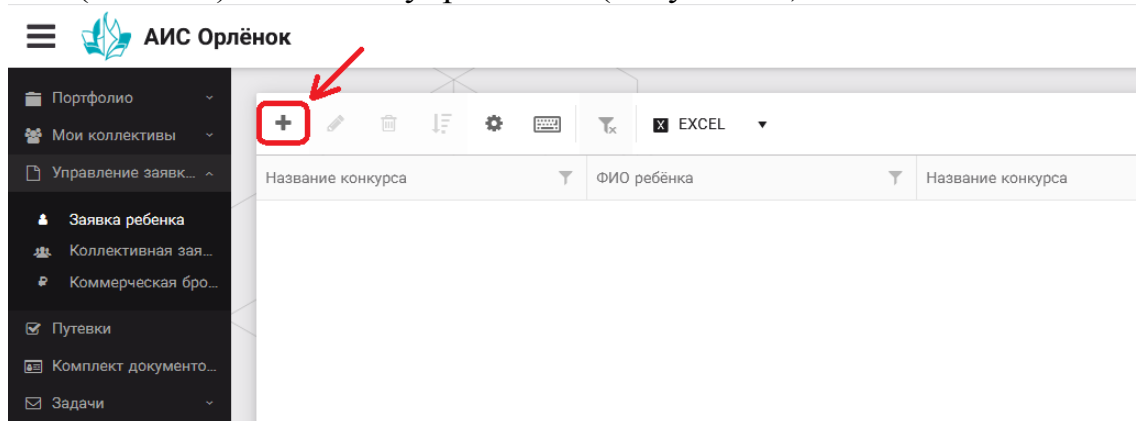 АИС Орлёнок
Портфолио
Мои коллективы
Управление заявк...
Заявка ребенка
Коллективная зая...
Коммерческая бро...
Путевки
Комплект документо...
Задачи
EXCEL
Название конкурса
ФИО ребёнка
Название конкурса